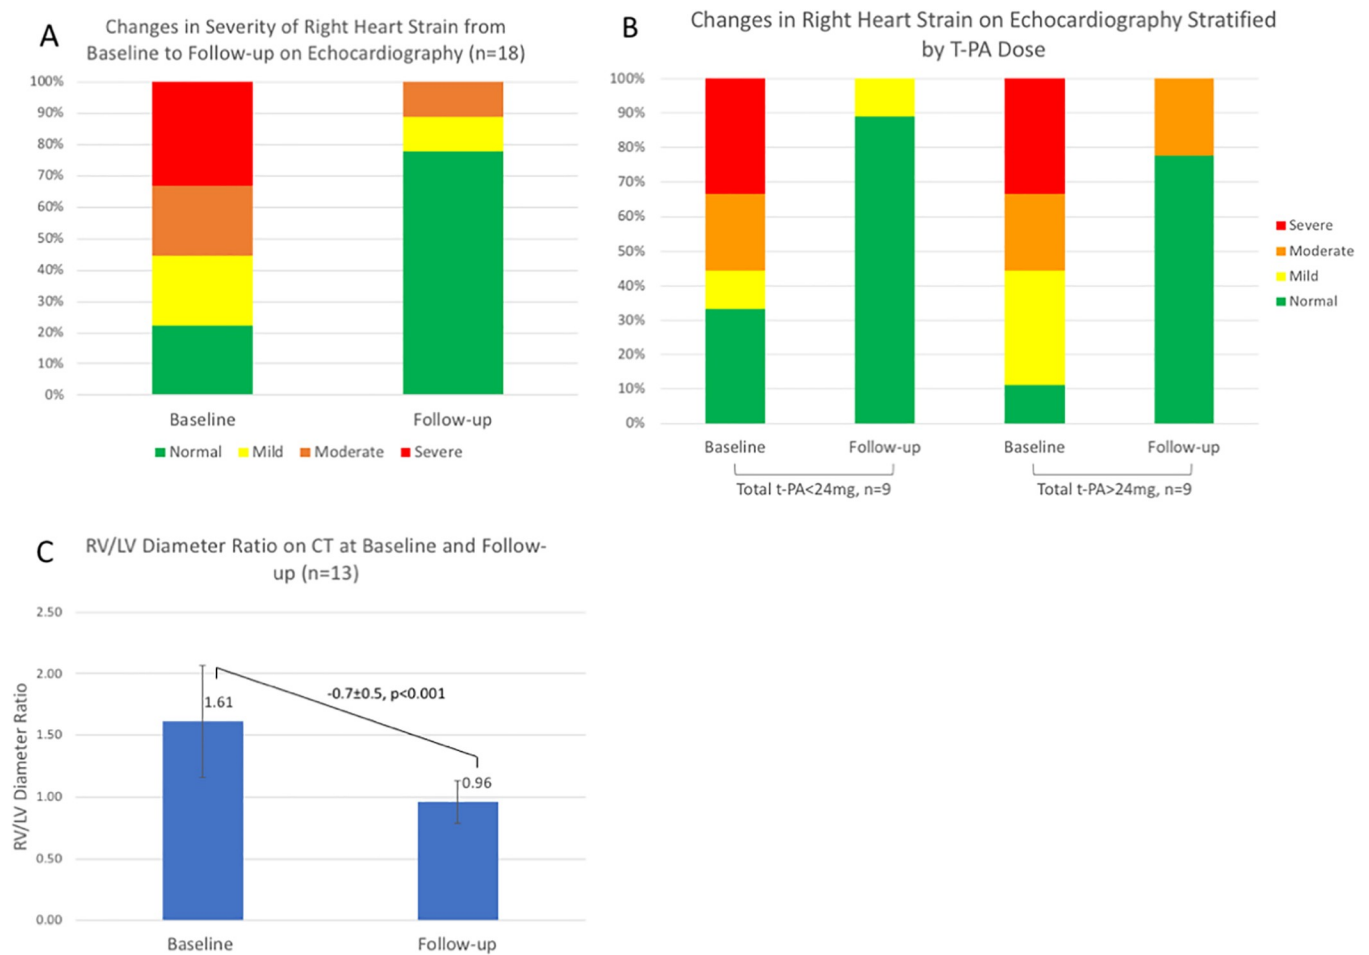 A
Changes in Severity of Right Heart Strain from
Baseline to Follow-up on Echocardiography (n=18)
100%
90%
80%
70%
60%
50%
40%
30%
20%
10%
0%
Baseline
Follow-up
Normal
Mild
Moderate
Severe
B
Changes in Right Heart Strain on Echocardiography Stratified
by T-PA Dose
100%
90%
80%
70%
60%
50%
40%
30%
20%
10%
0%
Baseline
Follow-up
Baseline
Follow-up
Total t-PA<24mg, n=9
Total t-PA>24mg, n=9
Severe
Moderate
Mild
Normal
C
RV/LV Diameter Ratio on CT at Baseline and Follow-
up (n=13)
RV/LV Diameter Ratio
2.50
2.00
1.50
1.00
0.50
0.00
1.61
-0.7±0.5, p<0.001
0.96
Baseline
Follow-up